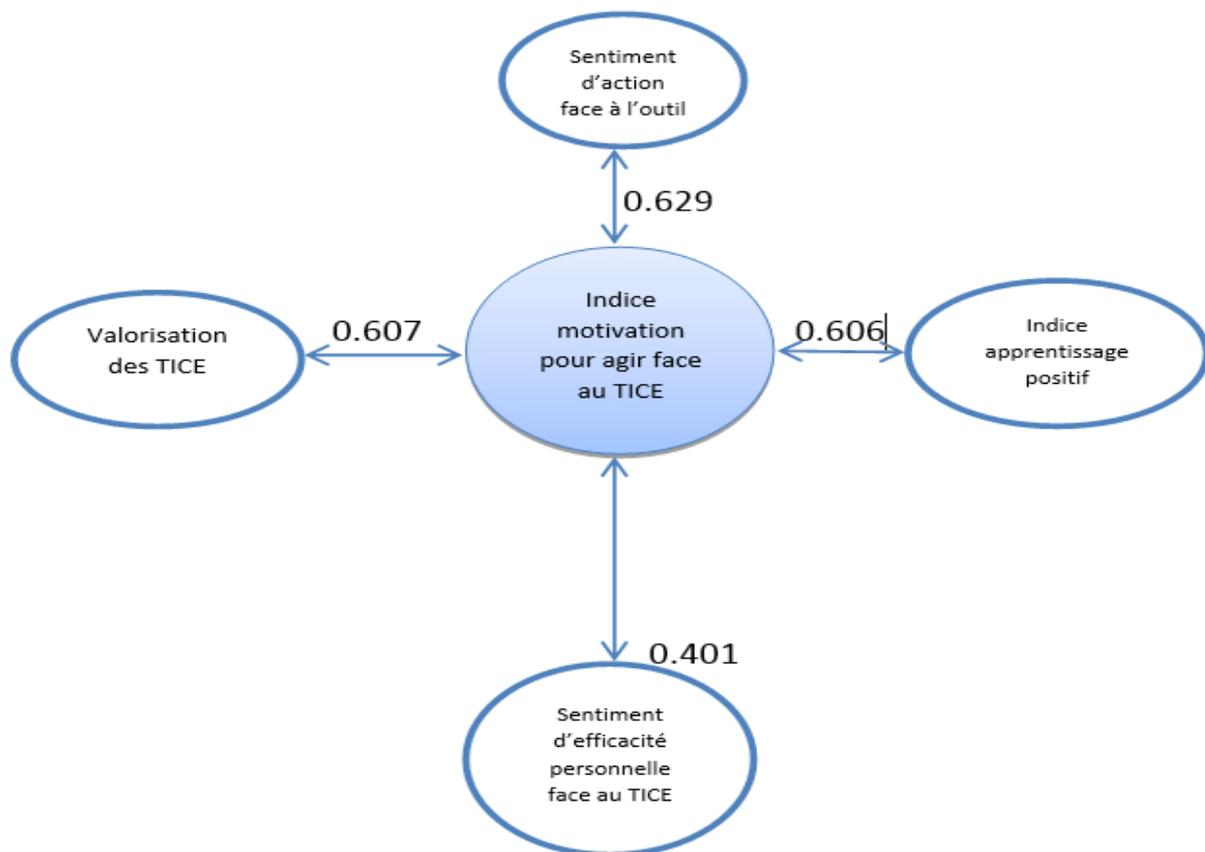 Sentiment
d’action
face à l’outil
0.629
Valorisation
des TICE
0.607
Indice
motivation
pour agir face
au TICE
0.606
Indice
apprentissage
positif
0.401
Sentiment
d’efficacité
personnelle
face au TICE